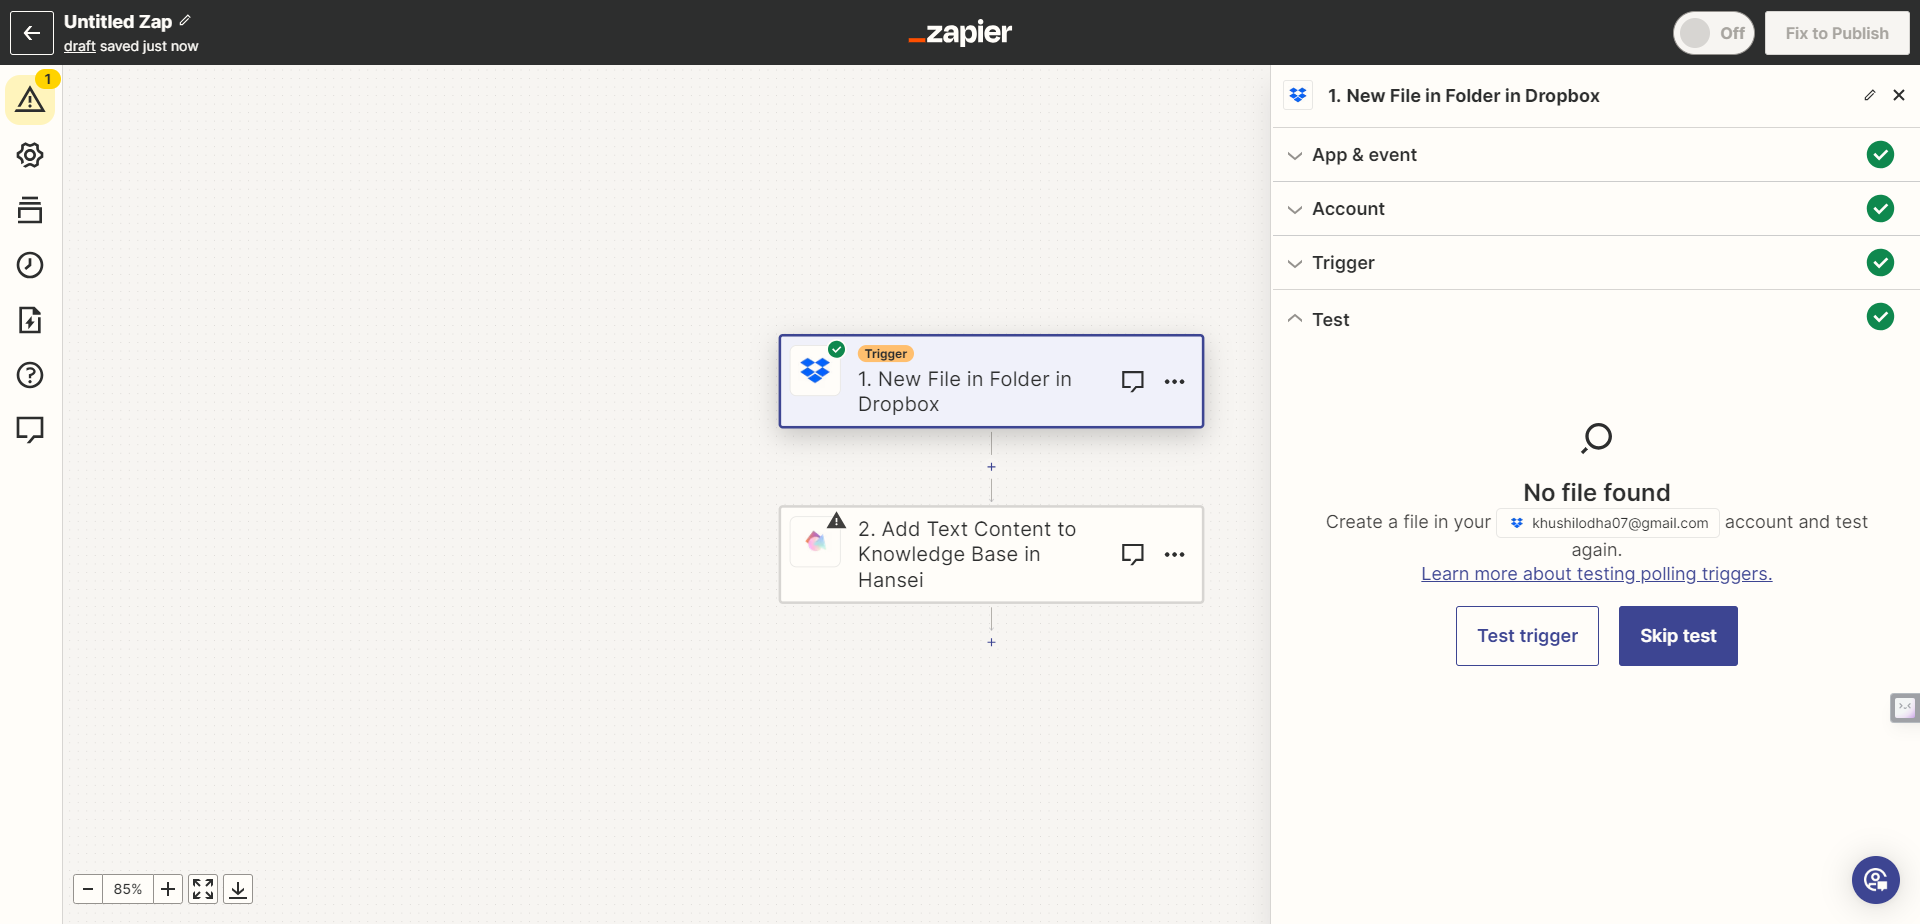 Untitled Zap
draft saved just now
zapier
Off
Fix to Publish
1
1. New File in Folder in Dropbox
App & event
Account
Trigger
Test
Trigger
1. New File in Folder in
Dropbox
+
2. Add Text Content to
Knowledge Base in
Hansei
+
No file found
Create a file in your khushilodha07@gmail.com account and test
again.
Learn more about testing polling triggers.
Test trigger
Skip test
85%